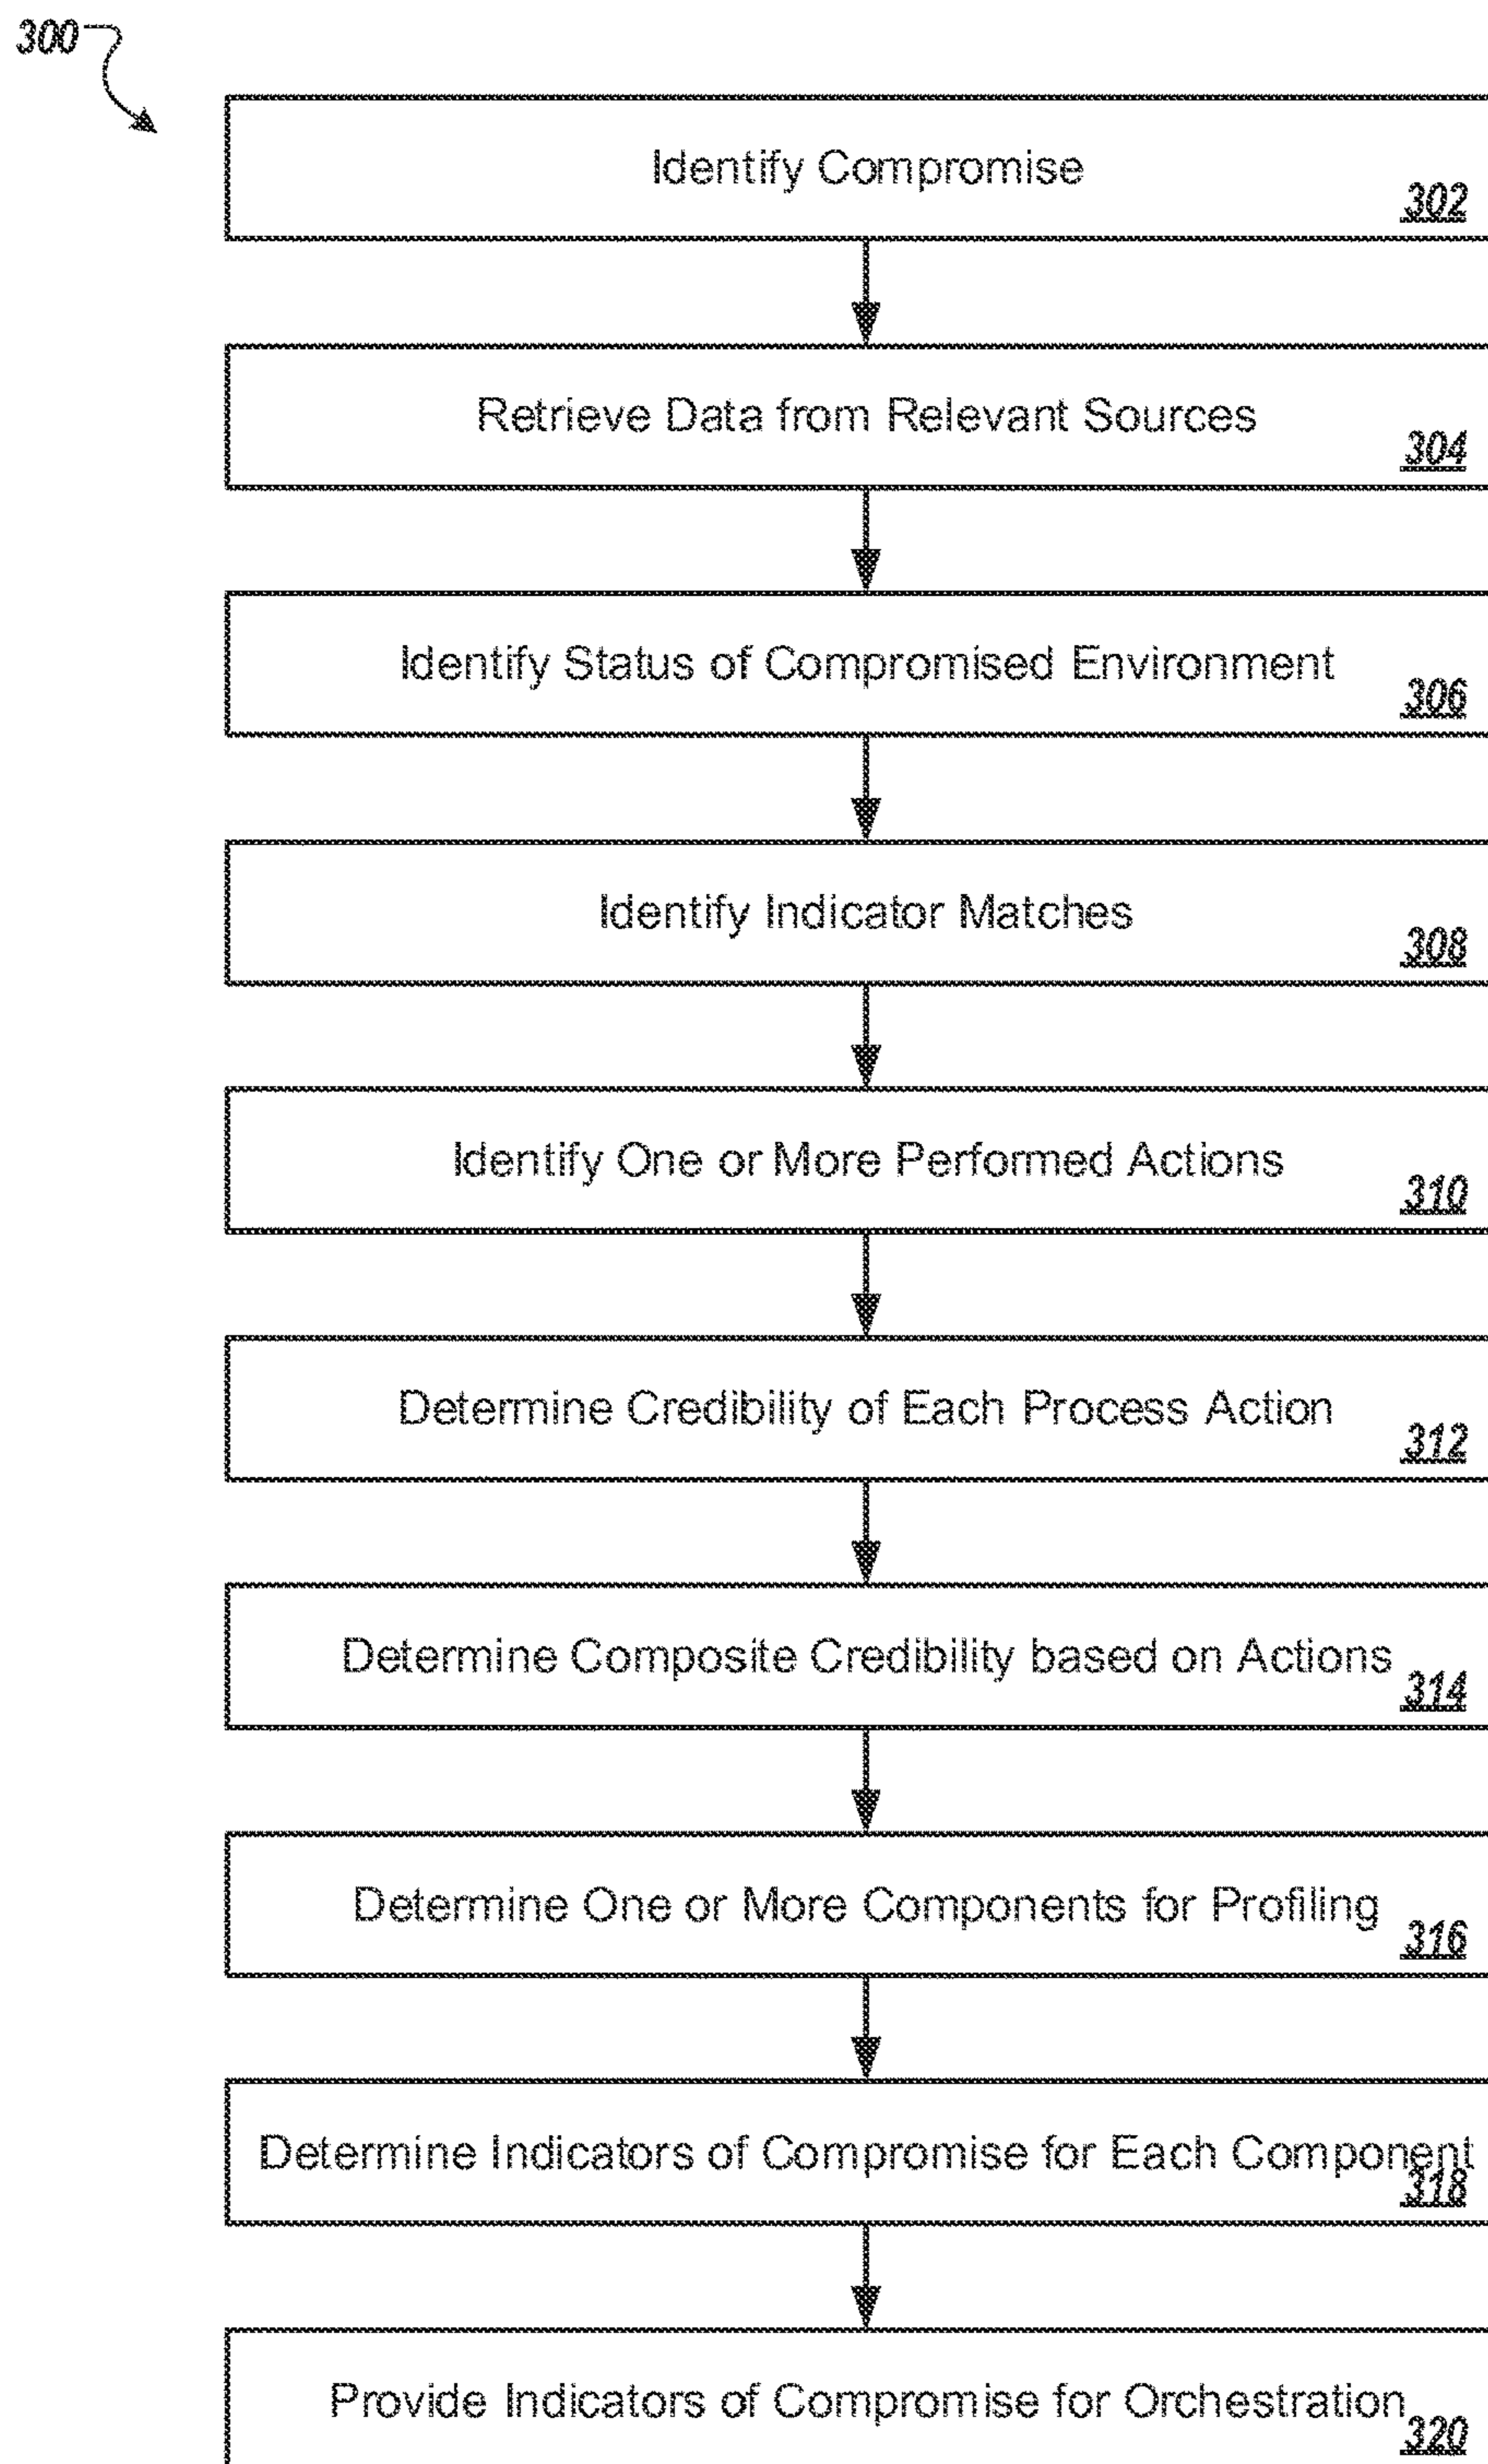 300
Identify Compromise
302
Retrieve Data from Relevant Sources
304
Identify Status of Compromised Environment
306
Identify Indicator Matches
308
Identify One or More Performed Actions
310
Determine Credibility of Each Process Action
312
Determine Composite Credibility based on Actions
314
Determine One or More Components for Profiling
316
Determine Indicators of Compromise for Each Component
318
Provide Indicators of Compromise for Orchestration
320